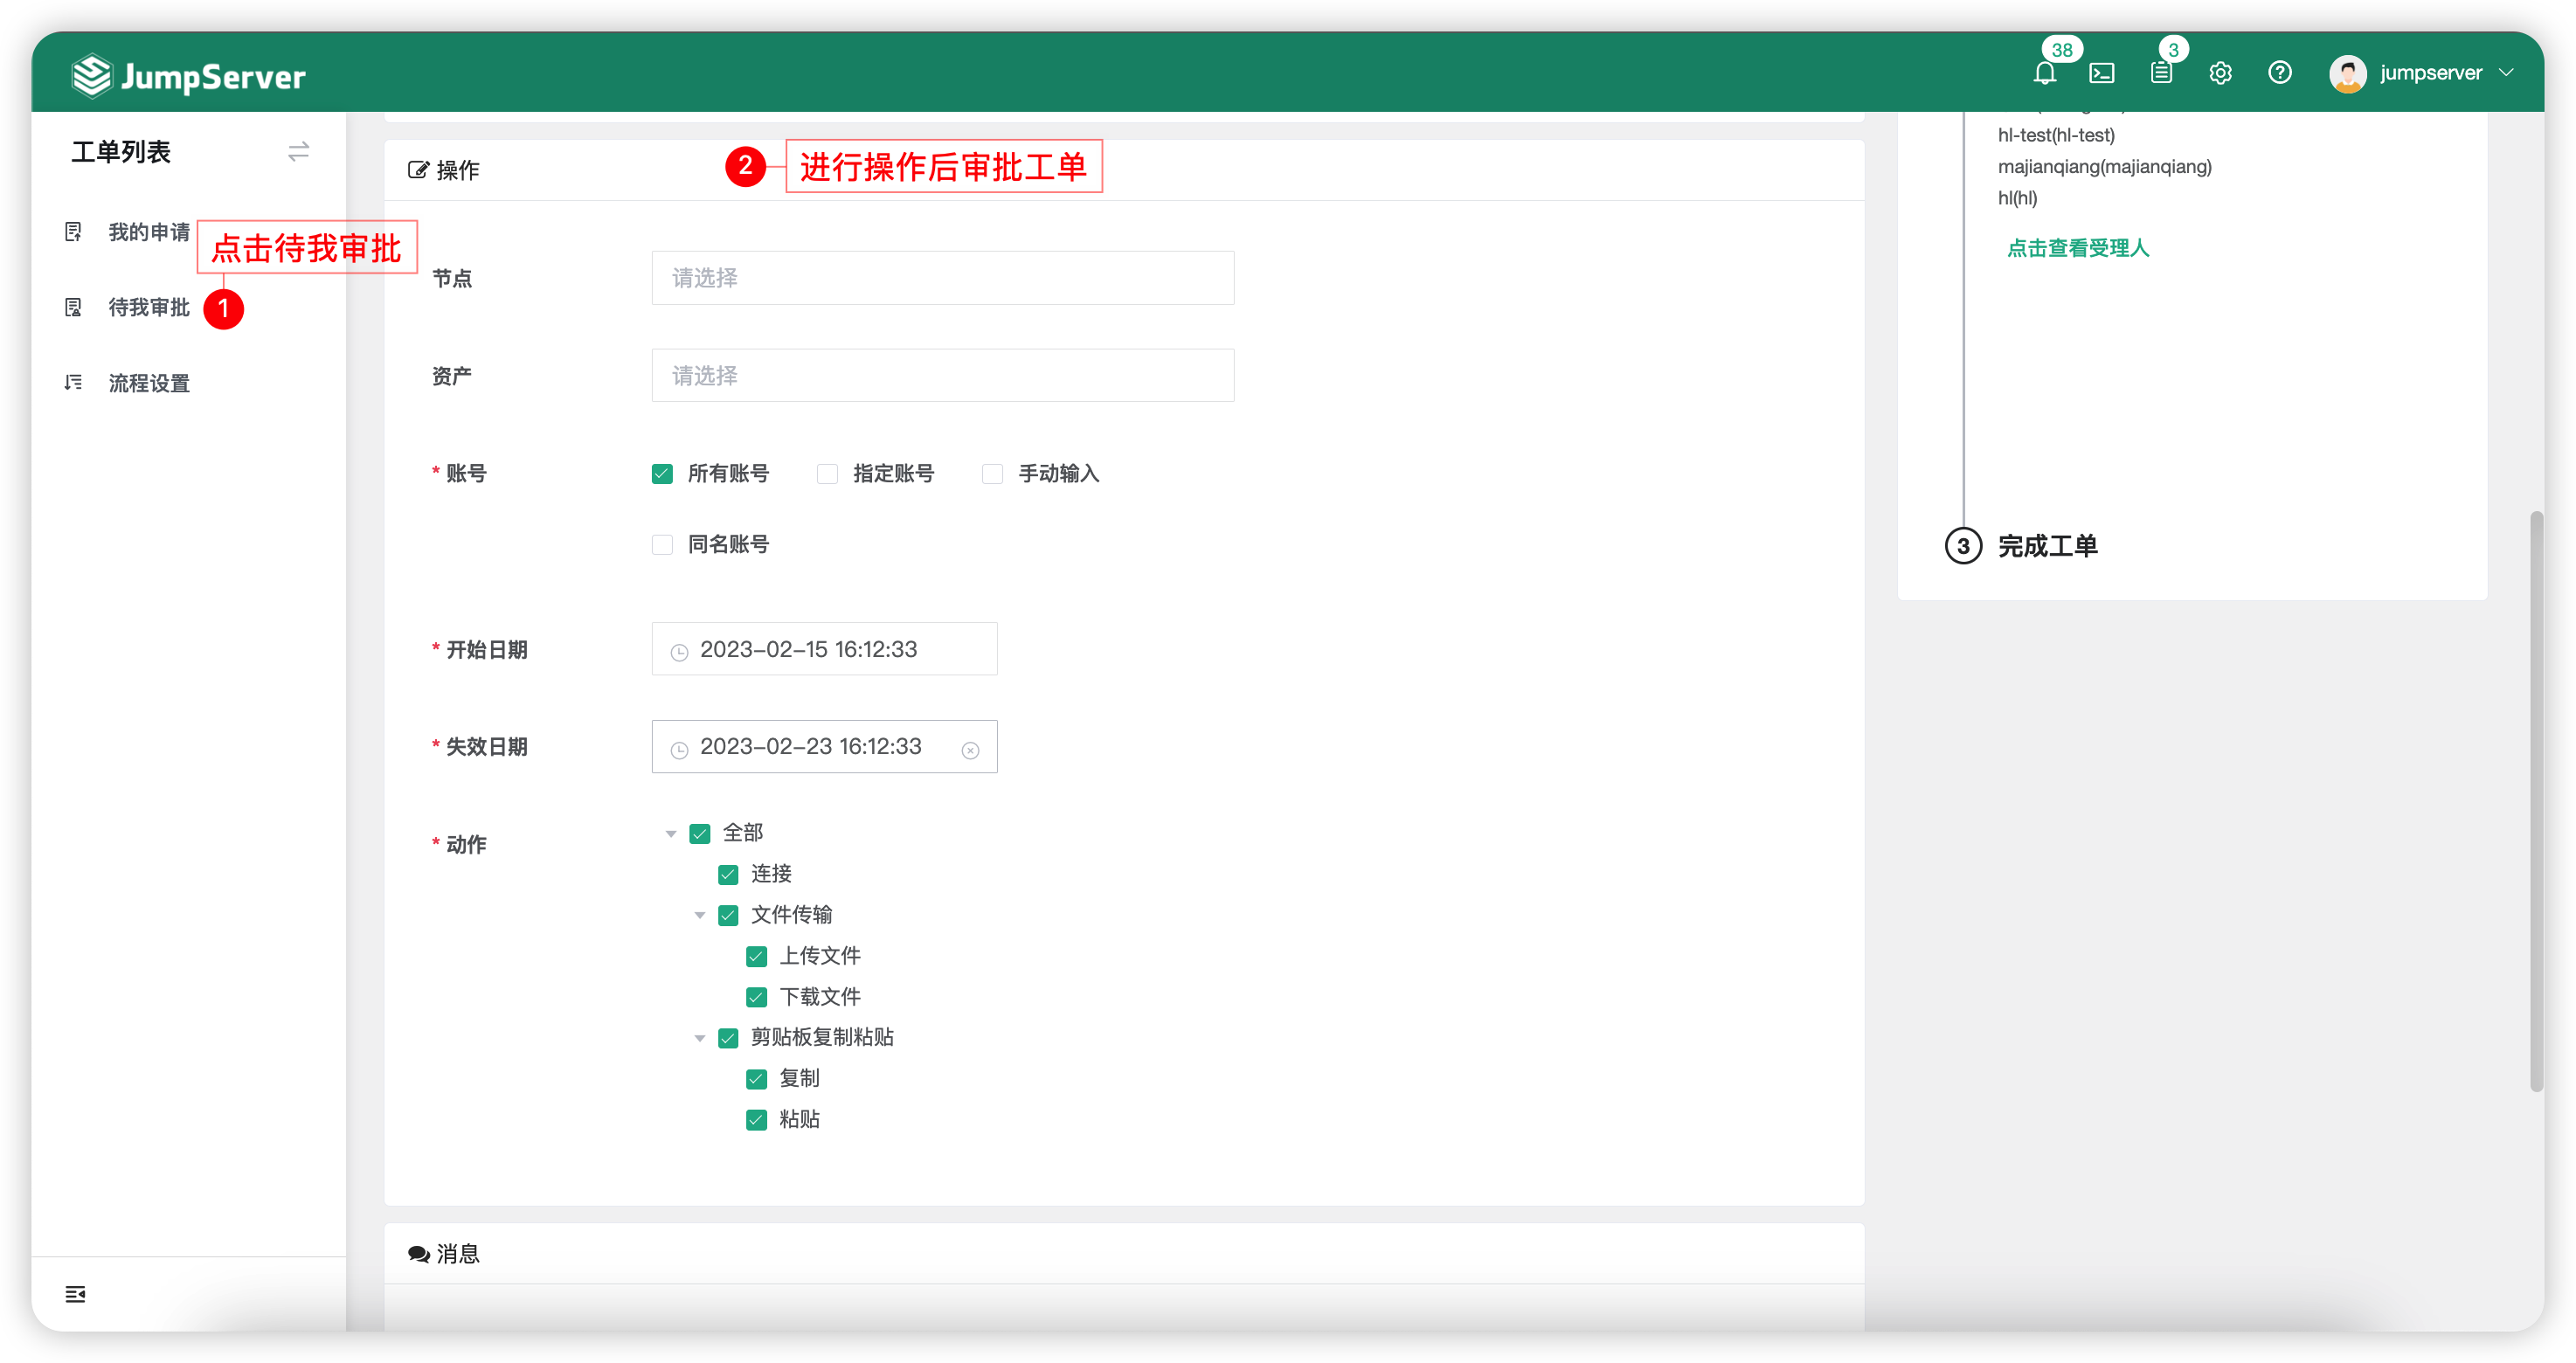 JumpServer
38
3
jumpserver
工单列表
我的申请
点击待我审批
待我审批
1
流程设置
操作
2
进行操作后审批工单
节点
请选择
资产
请选择
* 账号
所有账号
指定账号
手动输入
同名账号
* 开始日期
2023-02-15 16:12:33
* 失效日期
2023-02-23 16:12:33
* 动作
全部
连接
文件传输
上传文件
下载文件
剪贴板复制粘贴
复制
粘贴
消息
hl-test(hl-test)
majianqiang(majianqiang)
hl(hl)
点击查看受理人
3 完成工单